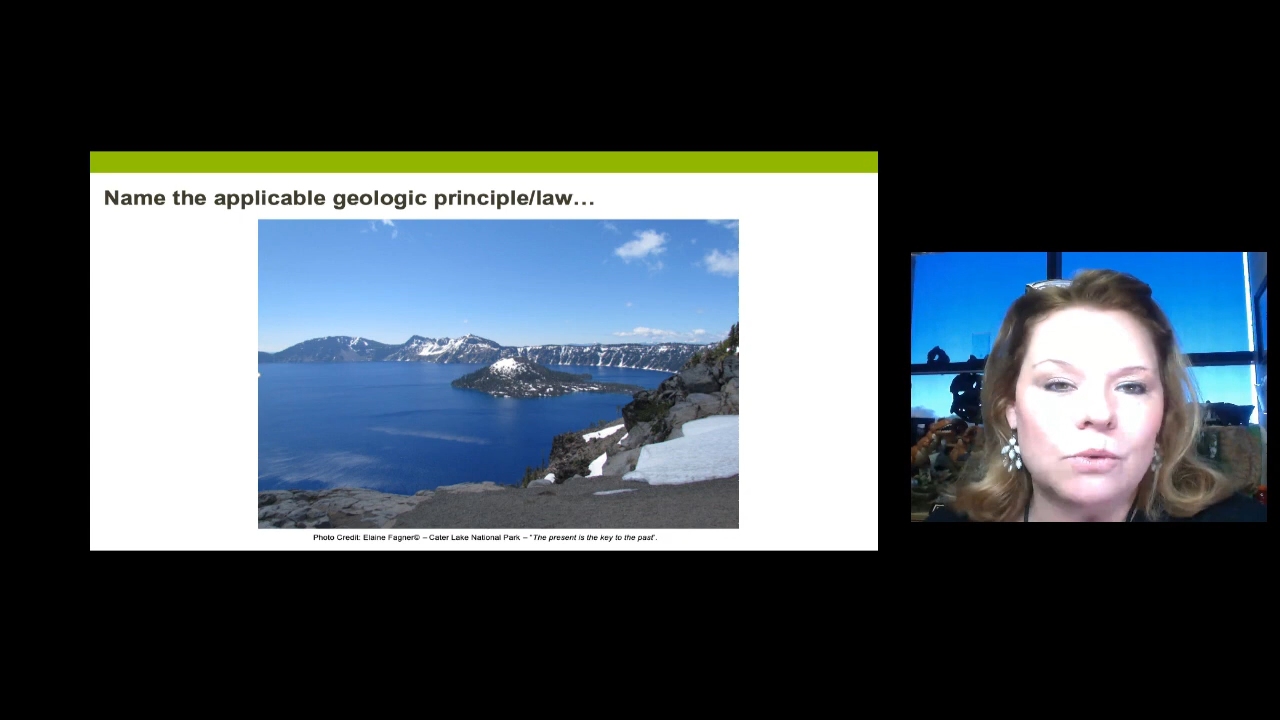 Name the applicable geologic principle/law…
Photo Credit: Elaine Fagner© – Cater Lake National Park – “The present is the key to the past”.